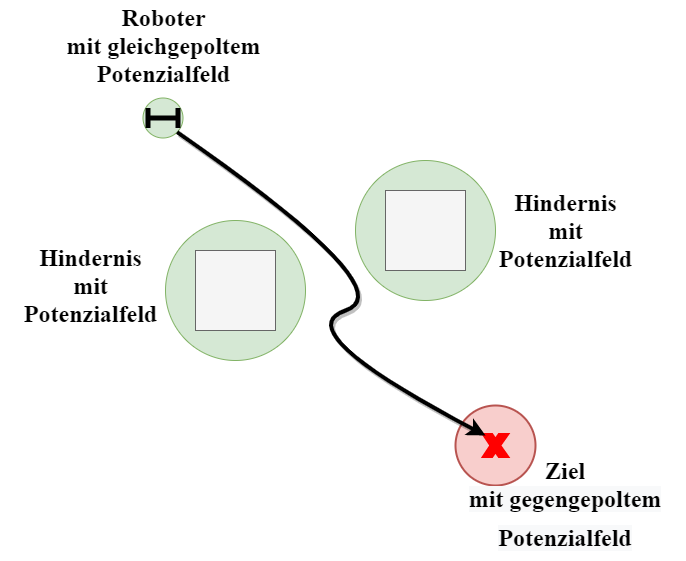 Roboter
mit gleichgepoltem
Potenzialfeld
Hindernis
mit
Potenzialfeld
Hindernis
mit
Potenzialfeld
Ziel
mit gegengepoltem
Potenzialfeld